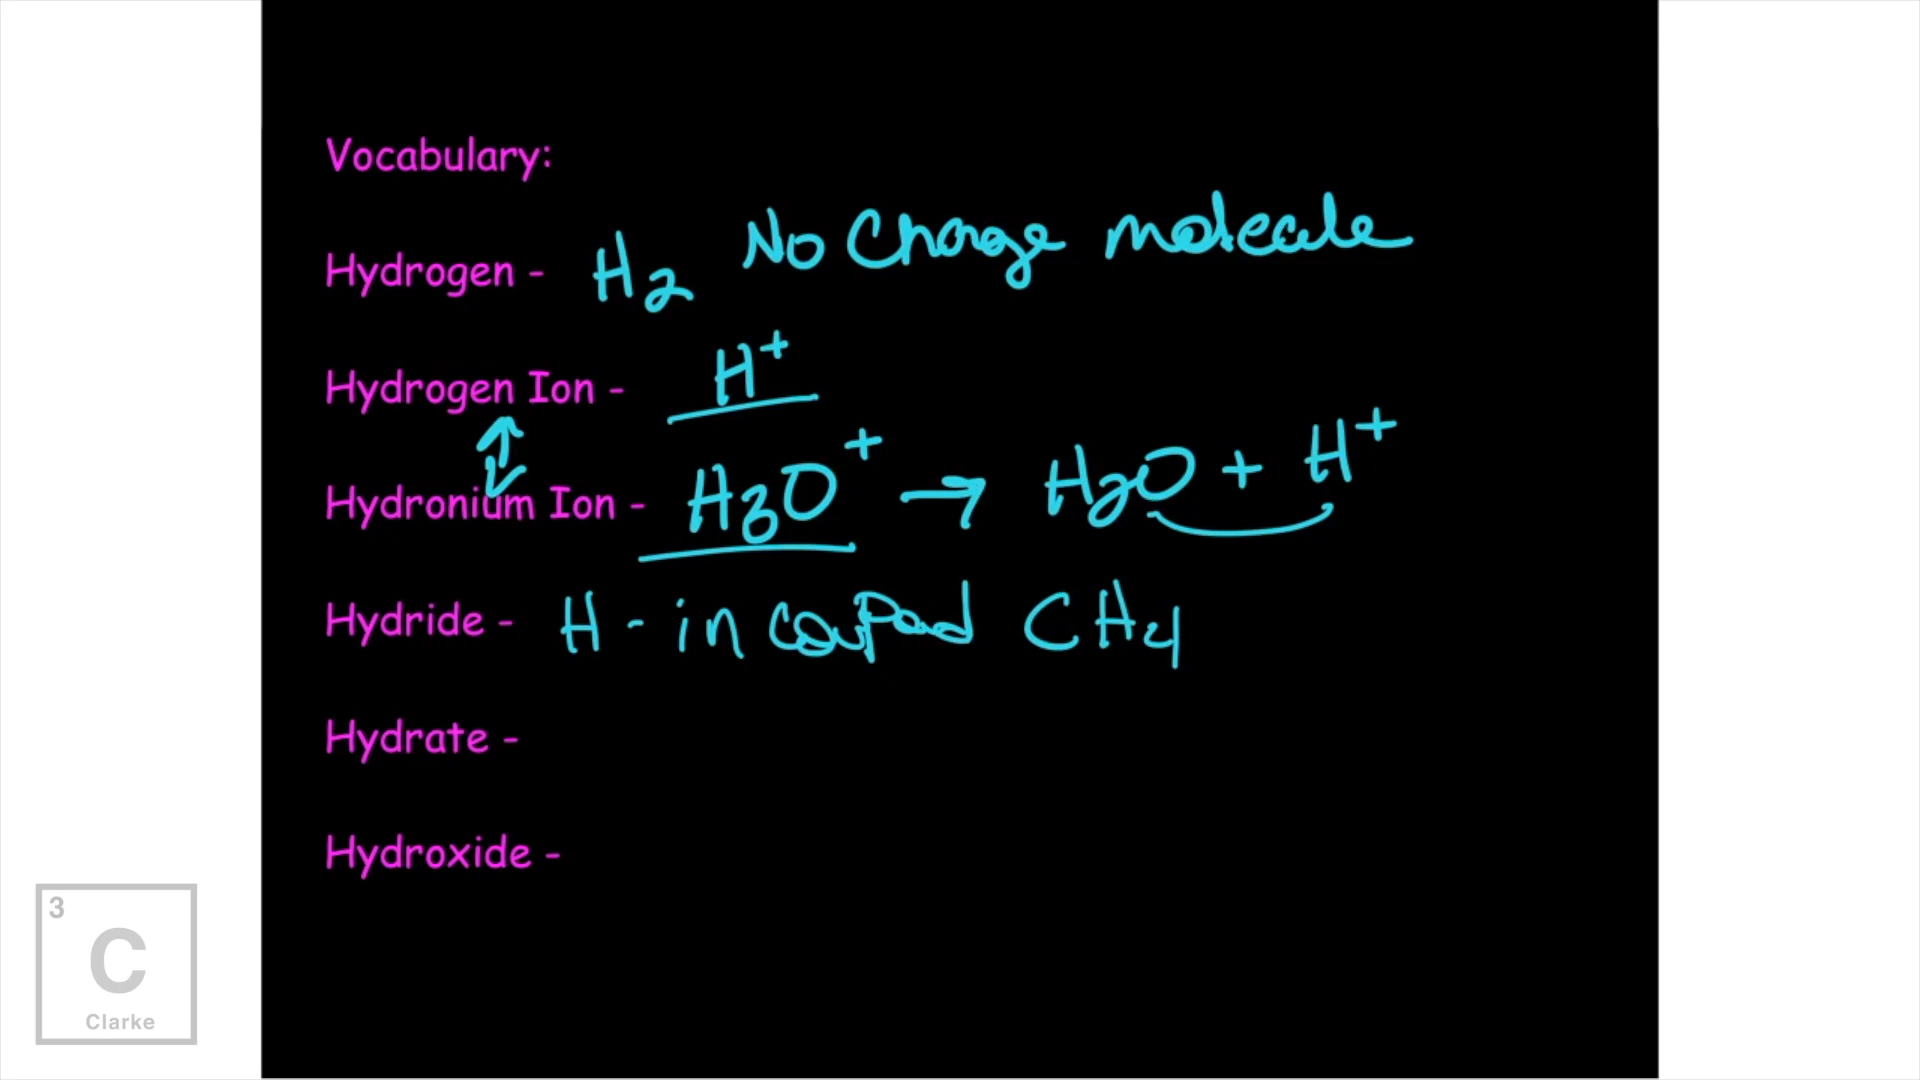 Vocabulary:
Hydrogen - H₂ No Charge molecule
Hydrogen Ion - H⁺
Hydronium Ion - H₃O⁺ → H₂O + H⁺
Hydride - H - in compound CH₄
Hydrate -
Hydroxide -
3
C
Clarke